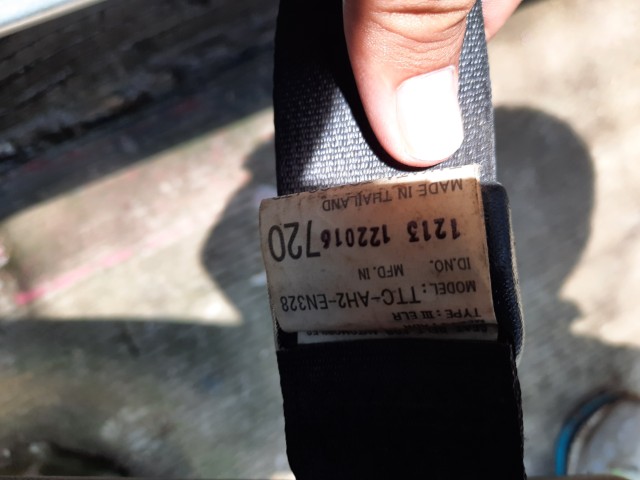 TYPE : III ELR
MODEL : TTC-AH2-EN328
ID.NO. MFD. IN
1213 122016 720
MADE IN THAILAND